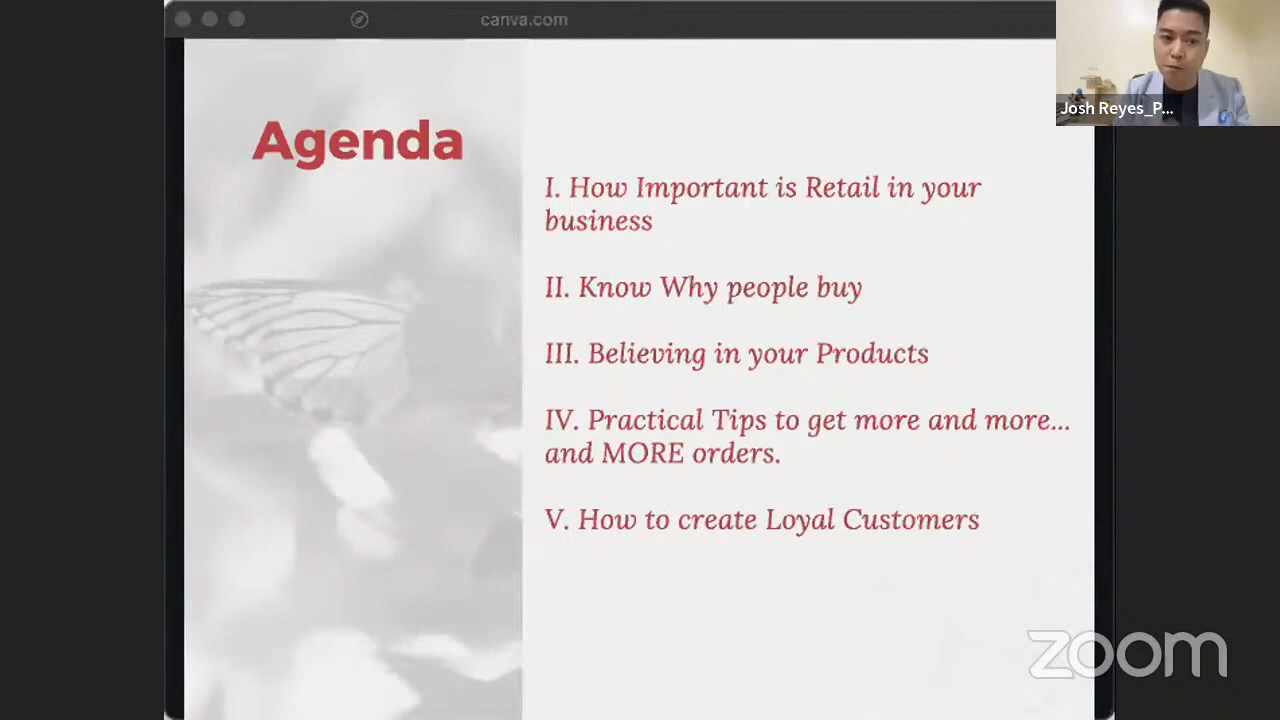 canva.com
Josh Reyes_P...
Agenda
I. How Important is Retail in your
business
II. Know Why people buy
III. Believing in your Products
IV. Practical Tips to get more and more...
and MORE orders.
V. How to create Loyal Customers
zoom